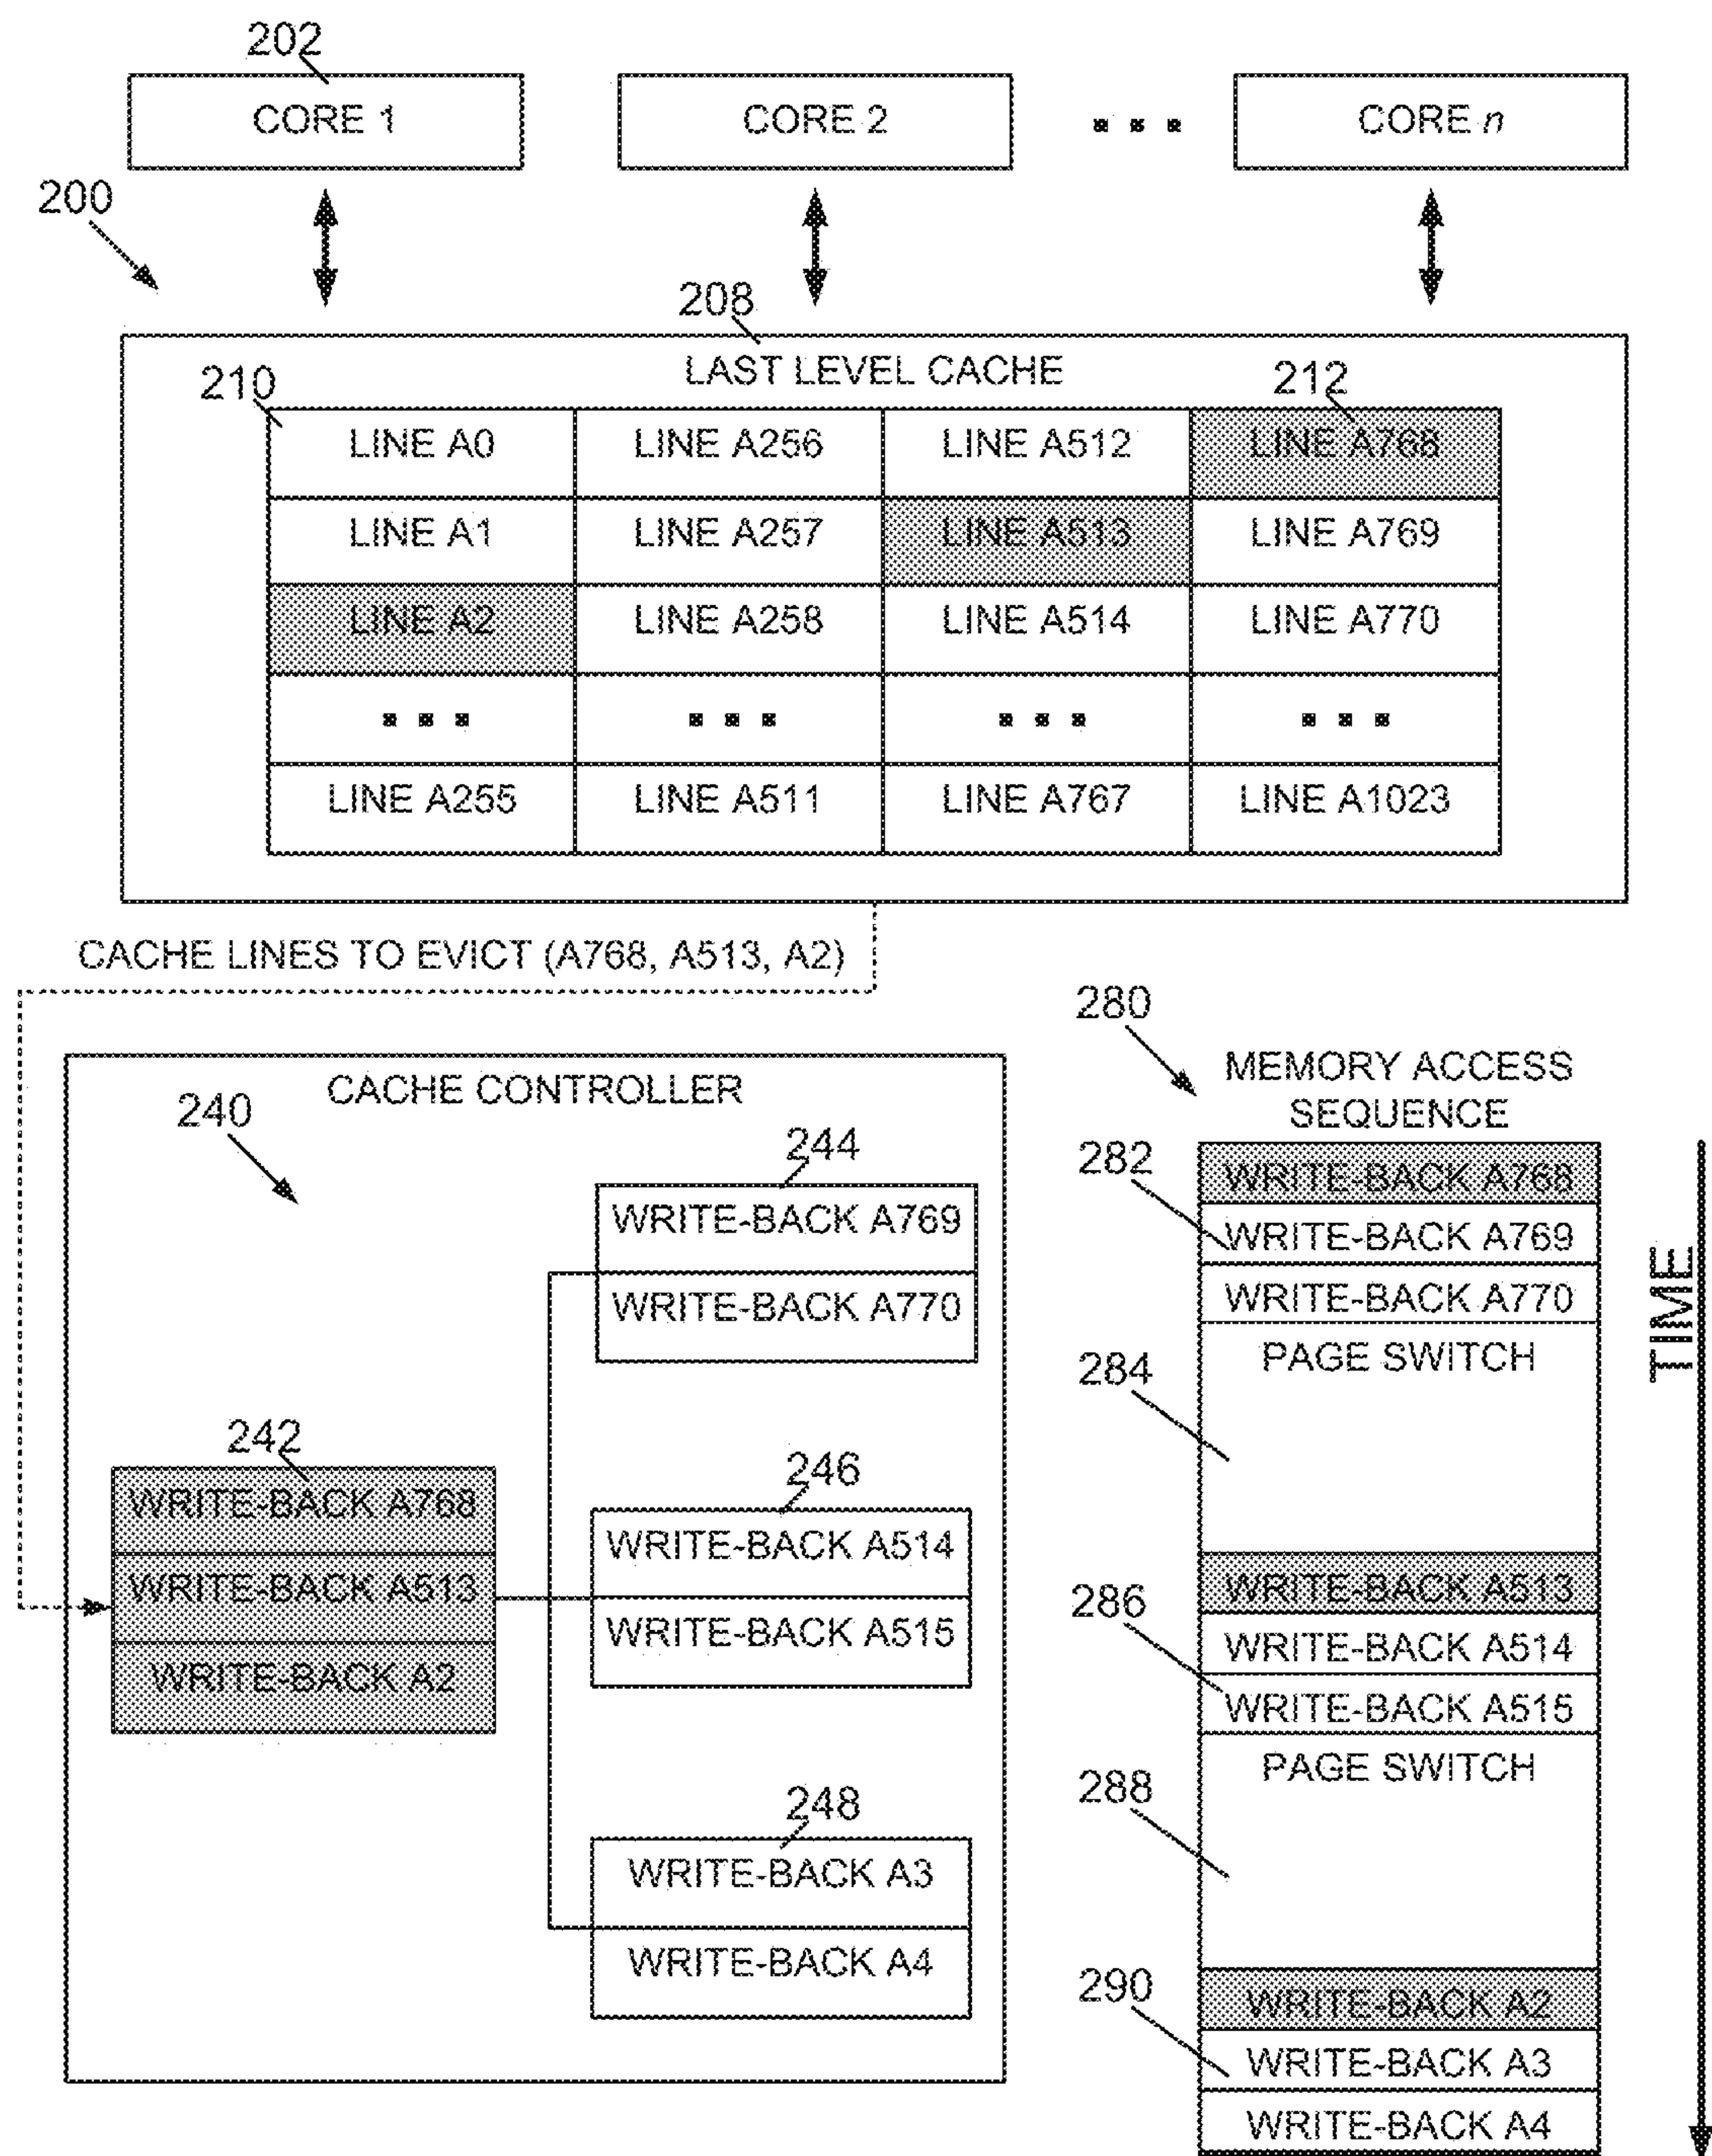 202
CORE 1 CORE 2 ▪ ▪ ▪ CORE n
200
208
LAST LEVEL CACHE
210 212
LINE A0 LINE A256 LINE A512 LINE A768
LINE A1 LINE A257 LINE A513 LINE A769
LINE A2 LINE A258 LINE A514 LINE A770
▪ ▪ ▪ ▪ ▪ ▪ ▪ ▪ ▪ ▪ ▪ ▪
LINE A255 LINE A511 LINE A767 LINE A1023
CACHE LINES TO EVICT (A768, A513, A2)
CACHE CONTROLLER
240
244
WRITE-BACK A769
WRITE-BACK A770
242
WRITE-BACK A768
WRITE-BACK A513
WRITE-BACK A2
246
WRITE-BACK A514
WRITE-BACK A515
248
WRITE-BACK A3
WRITE-BACK A4
280
MEMORY ACCESS
SEQUENCE
282
WRITE-BACK A768
WRITE-BACK A769
WRITE-BACK A770
284
PAGE SWITCH
286
WRITE-BACK A513
WRITE-BACK A514
WRITE-BACK A515
288
PAGE SWITCH
290
WRITE-BACK A2
WRITE-BACK A3
WRITE-BACK A4
TIME